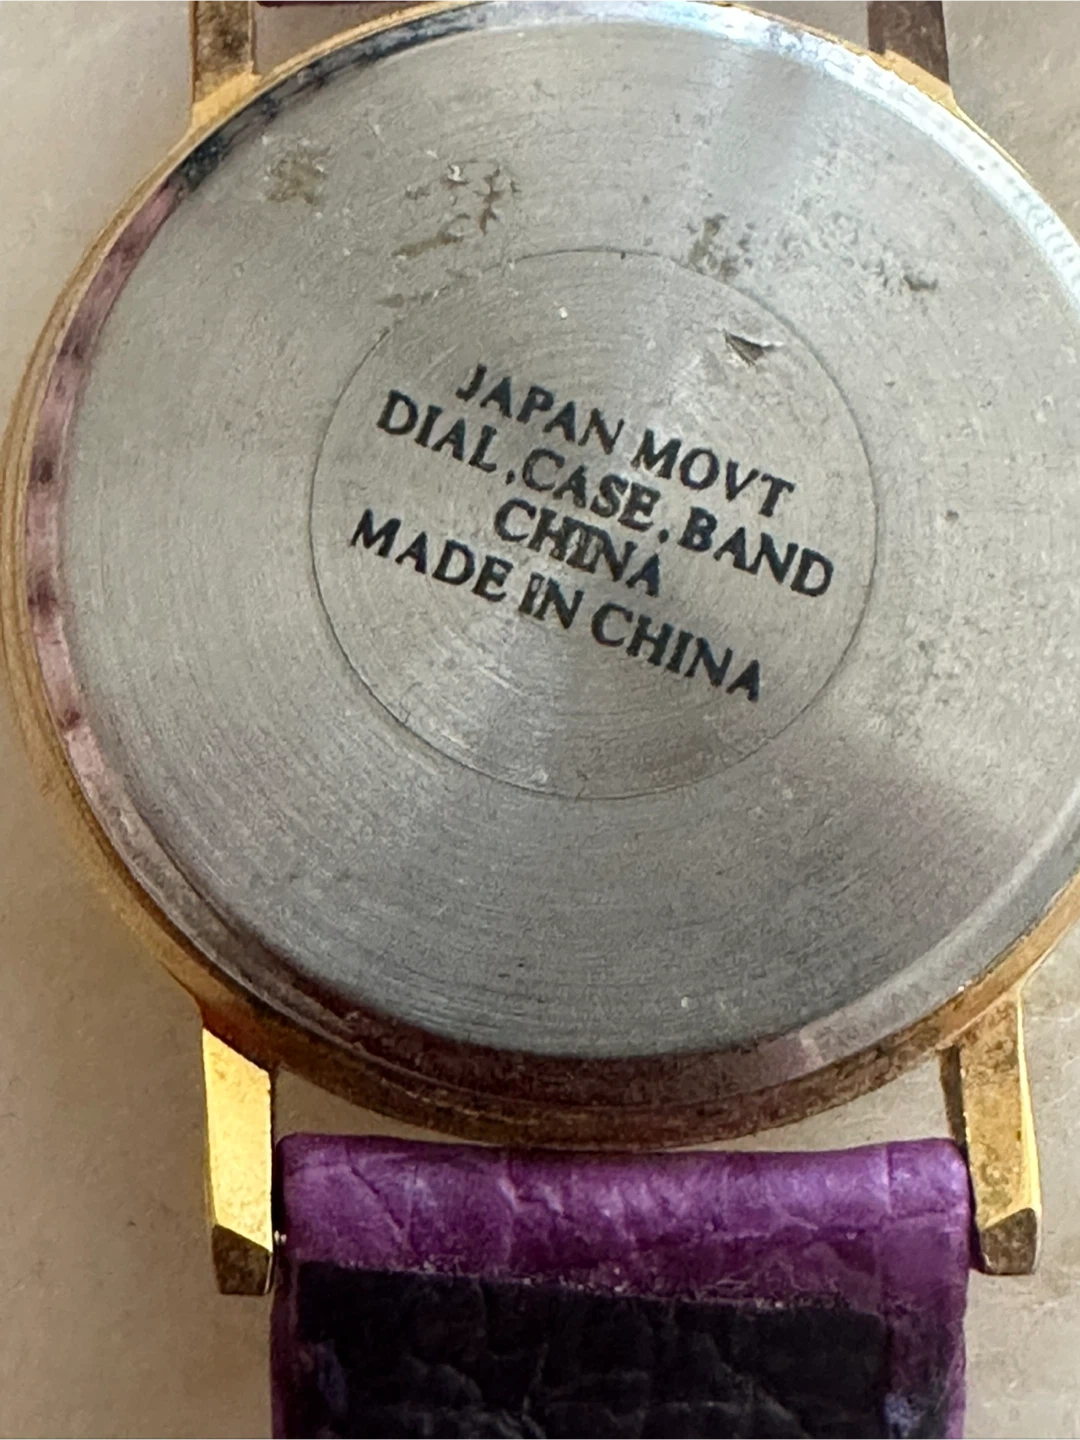 JAPAN MOVT
DIAL,CASE,BAND
CHINA
MADE IN CHINA